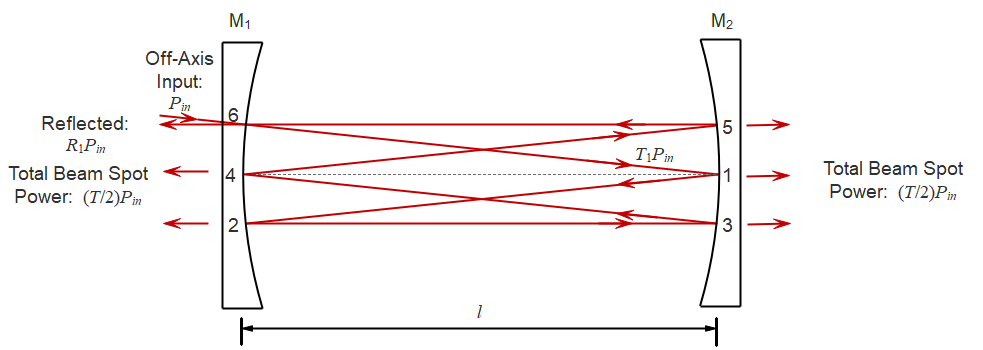 M₁
M₂
Off-Axis
Input:
Pᵢₙ
6
Reflected:
R₁Pᵢₙ
5
T₁Pᵢₙ
Total Beam Spot
Power: (T/2)Pᵢₙ
4
1
Total Beam Spot
Power: (T/2)Pᵢₙ
2
3
l